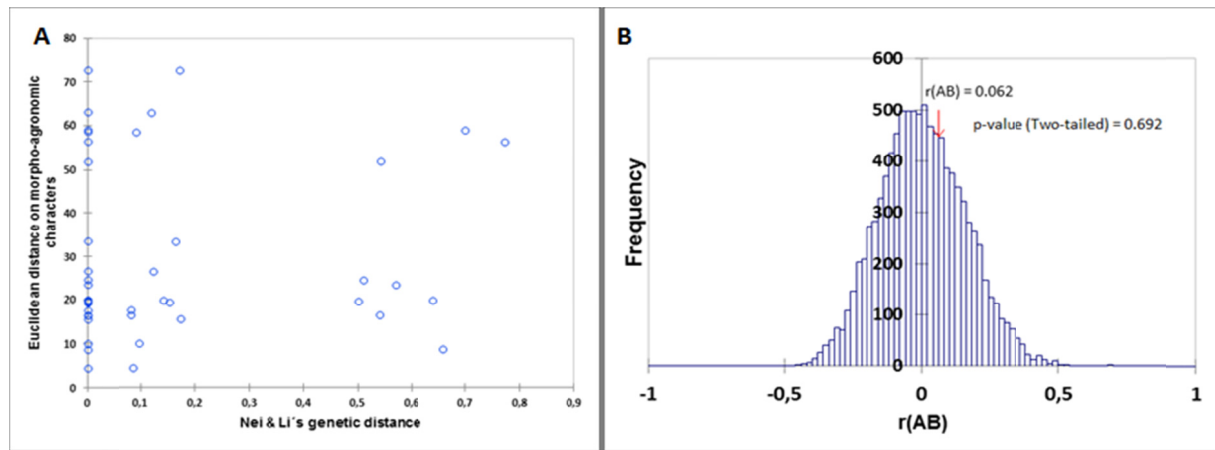 A
80
70
60
50
40
30
20
10
0
Euclidean distance on morpho-agronomic
characters
0 0,1 0,2 0,3 0,4 0,5 0,6 0,7 0,8 0,9
Nei & Li´s genetic distance
B
600
500
400
300
200
100
0
Frequency
r(AB) = 0.062
p-value (Two-tailed) = 0.692
-1 -0,5 0 0,5 1
r(AB)